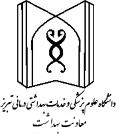 دانشگاه علوم پزشکی و خدمات بهداشتی درمانی تبریز
معاونت بهداشت